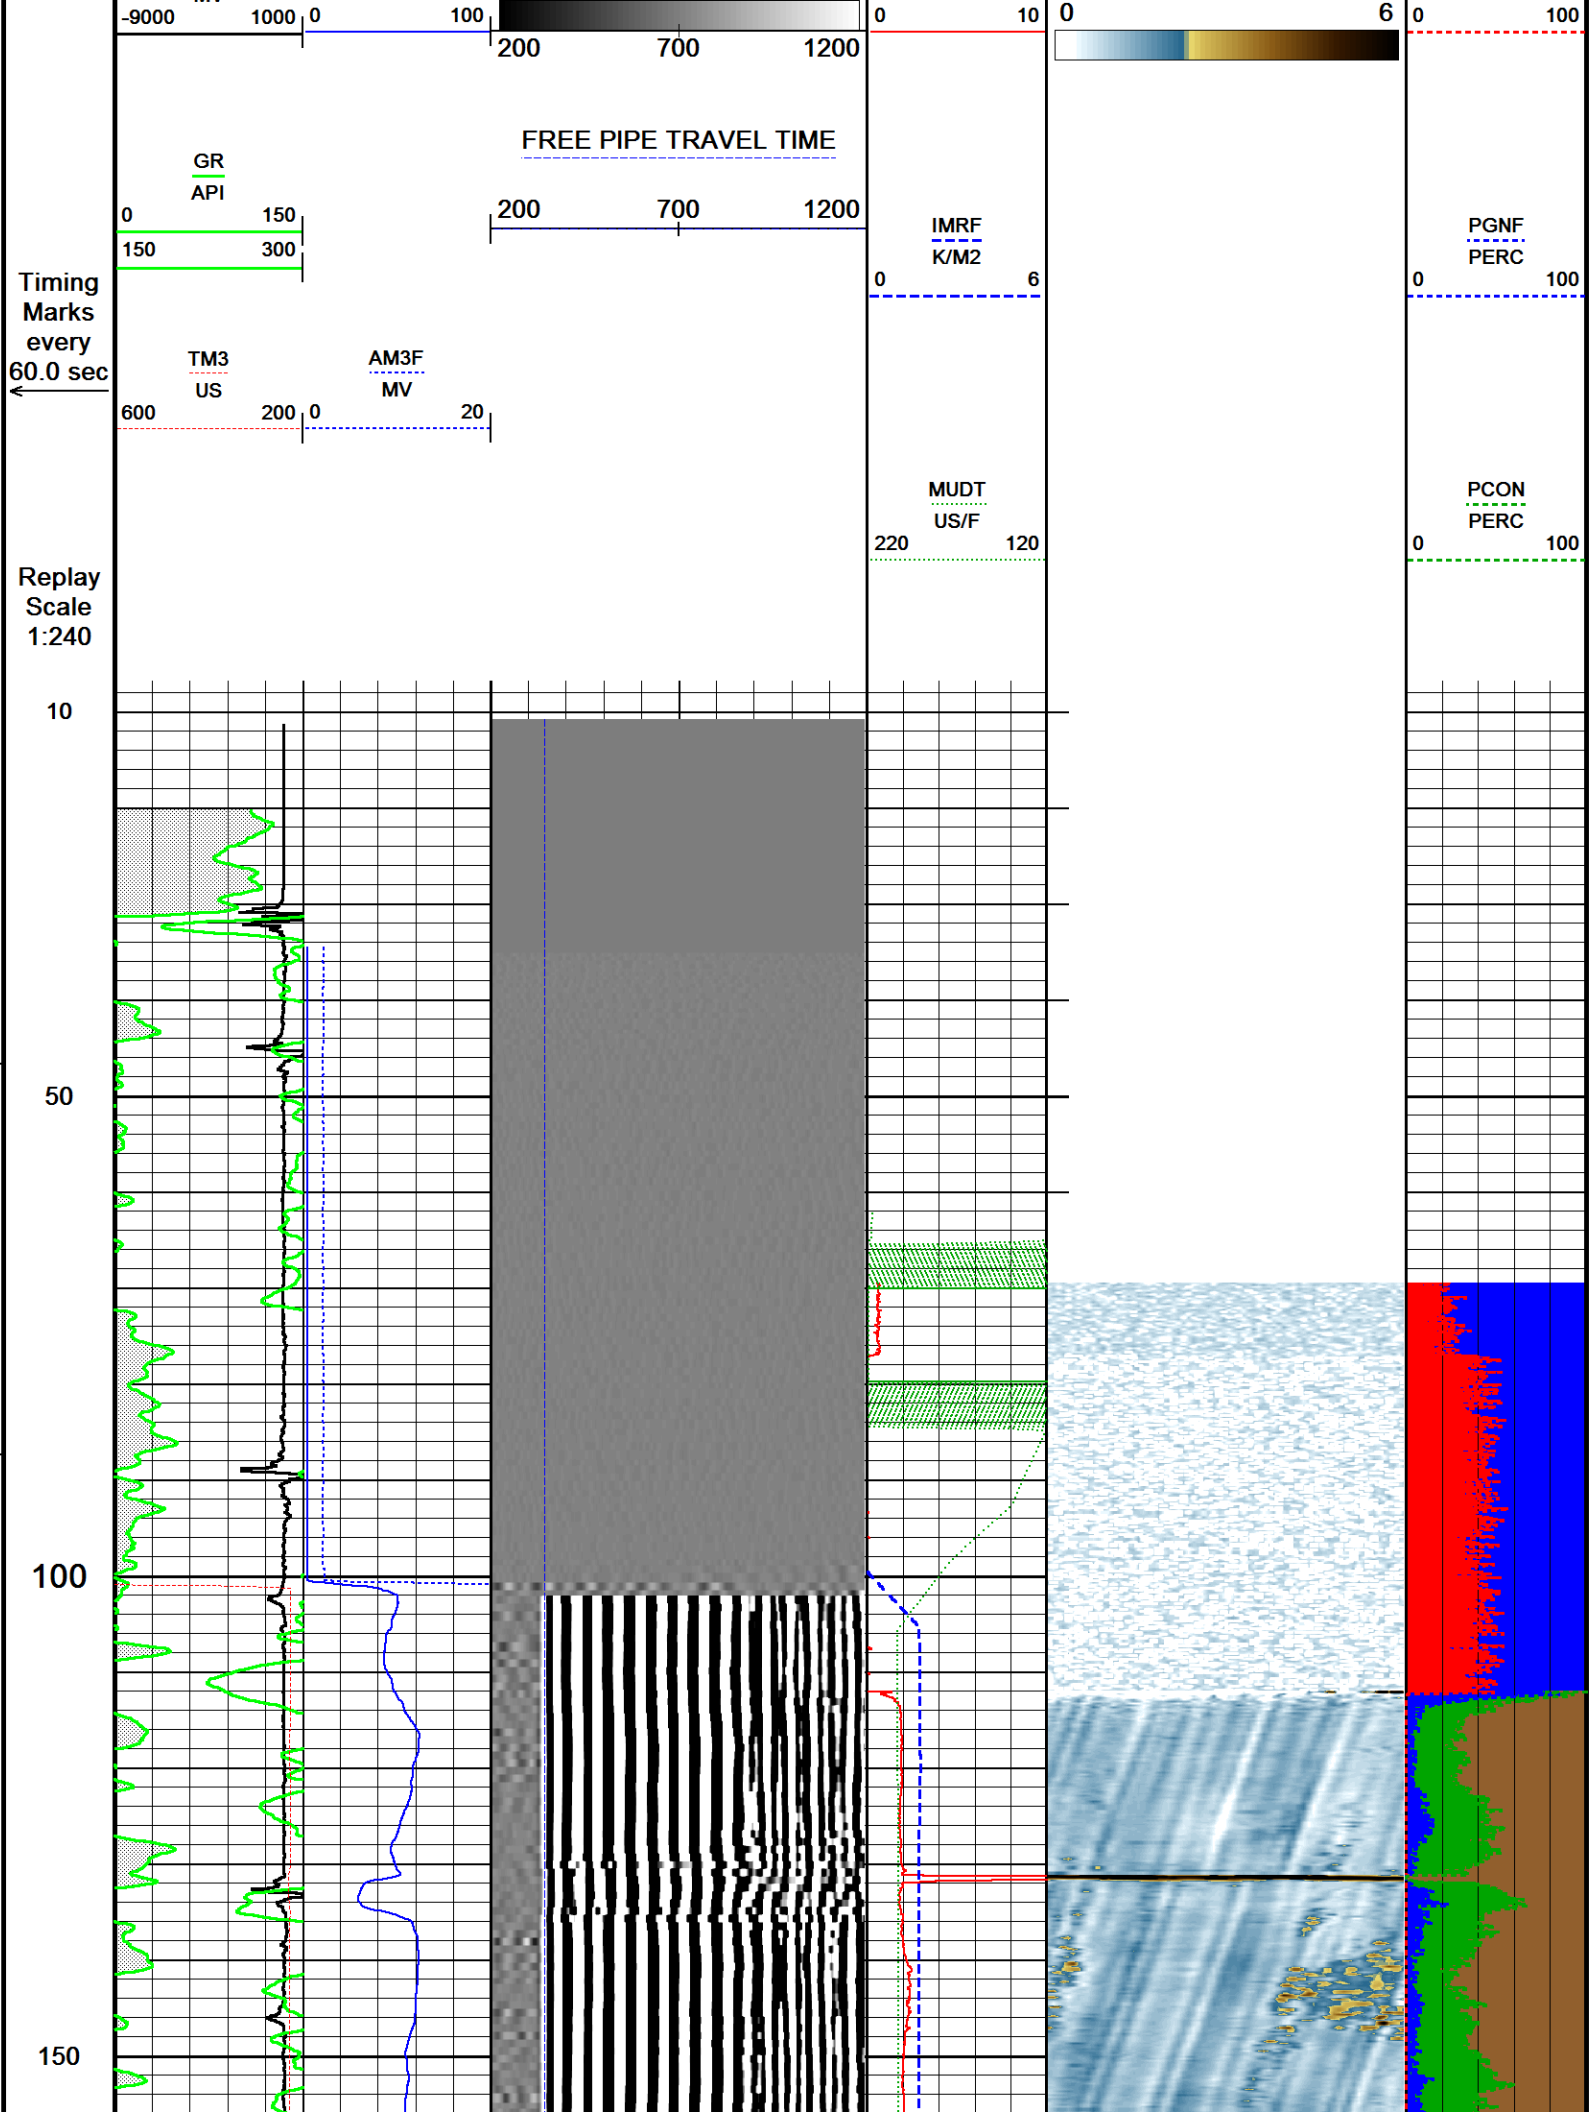 -9000 1000 0 100
200 700 1200
0 10
0 6
0 100
FREE PIPE TRAVEL TIME
200 700 1200
GR
API
0 150
150 300
Timing
Marks
every
60.0 sec
TM3
US
600 200
AM3F
MV
0 20
IMRF
K/M2
0 6
PGNF
PERC
0 100
MUDT
US/F
220 120
PCON
PERC
0 100
Replay
Scale
1:240
10
50
100
150